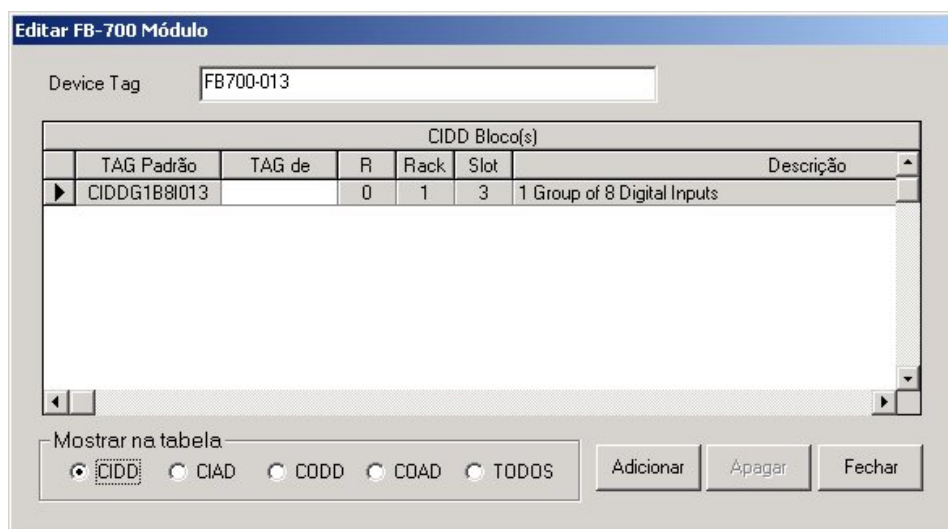 Editar FB-700 Módulo
Device Tag FB700-013
CIDD Bloco(s)
TAG Padrão TAG de R Rack Slot Descrição
CIDDG1B8I013 0 1 3 1 Group of 8 Digital Inputs
Mostrar na tabela
CIDD CIAD CODD COAD TODOS Adicionar Apagar Fechar